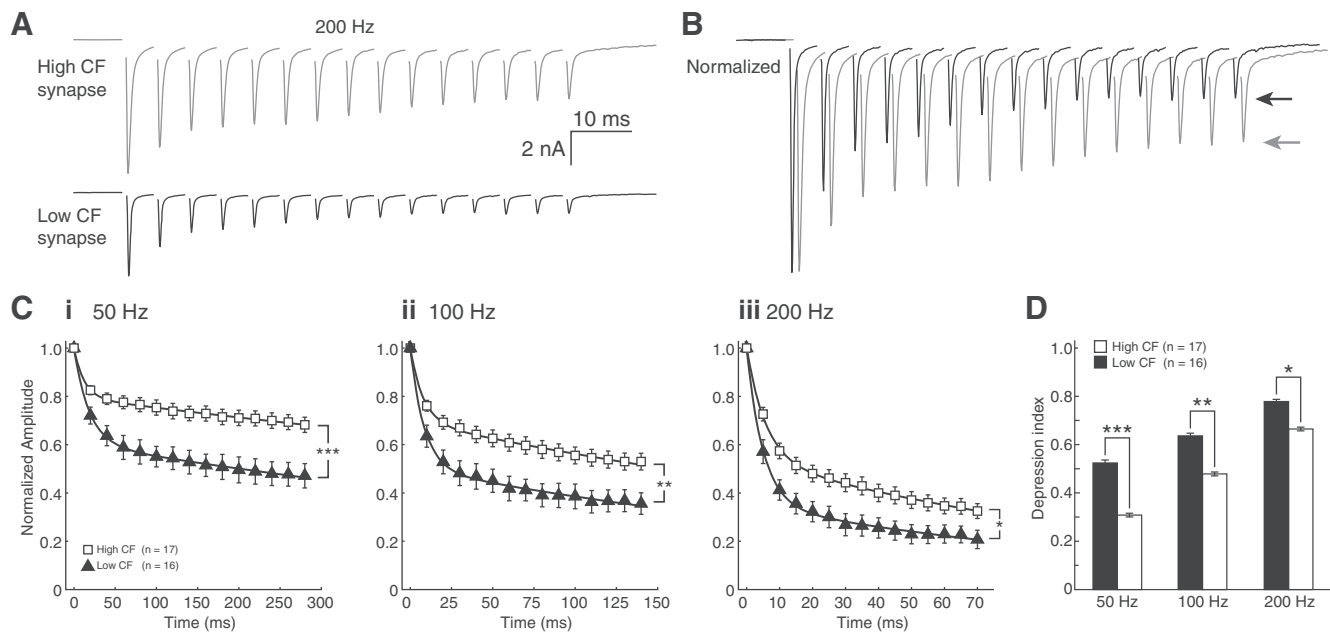 A
200 Hz
High CF
synapse
10 ms
2 nA
Low CF
synapse
B
Normalized
C
i 50 Hz
Normalized Amplitude
1.0
0.8
0.6
0.4
0.2
0
***
High CF (n = 17)
Low CF (n = 16)
0 50 100 150 200 250 300
Time (ms)
ii 100 Hz
1.0
0.8
0.6
0.4
0.2
0
**
0 25 50 75 100 125 150
Time (ms)
iii 200 Hz
1.0
0.8
0.6
0.4
0.2
0
*
0 10 20 30 40 50 60 70
Time (ms)
D
High CF (n = 17)
Low CF (n = 16)
Depression index
1.0
0.8
0.6
0.4
0.2
0
***
**
*
50 Hz 100 Hz 200 Hz